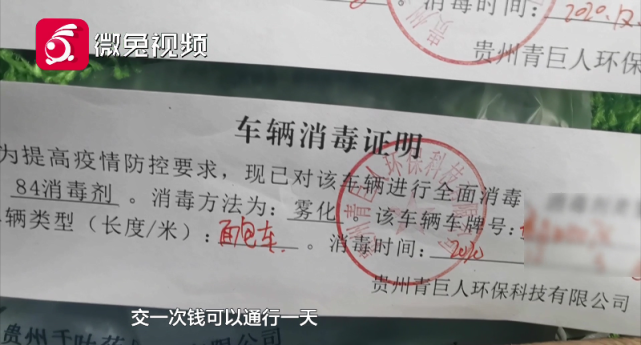 微兔视频
。消毒时间：2020.12
贵州青巨人环保
车辆消毒证明
为提高疫情防控要求，现已对该车辆进行全面消毒
84消毒剂。消毒方法为：雾化。该车辆车牌号：
辆类型（长度/米）：面包车。消毒时间：2020
贵州青巨人环保科技有限公司
交一次钱可以通行一天